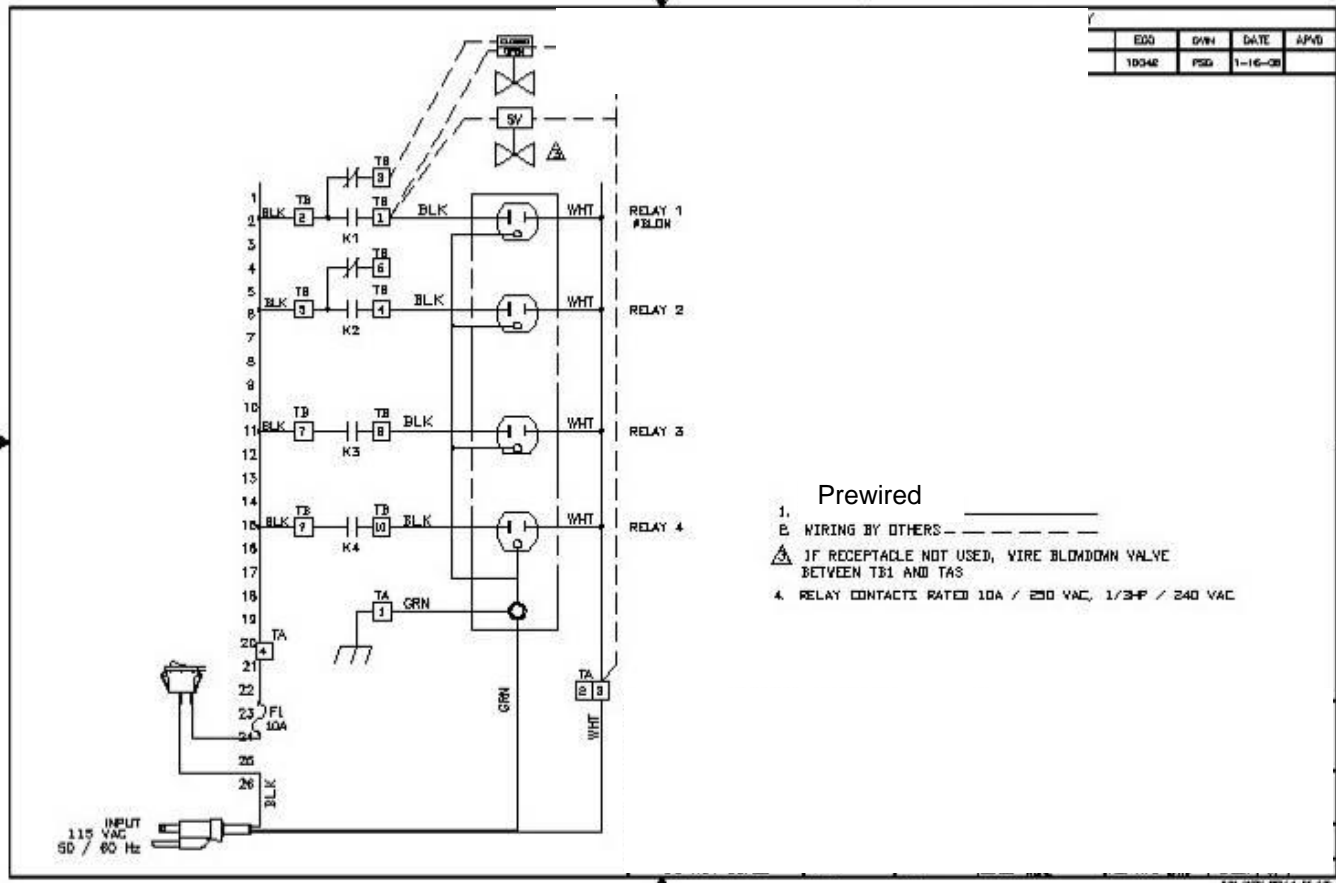 ECO DWN DATE APVD
10042 PSG 1-16-08
CLOSED
OPEN
SV
3
TB
3
1
TB TB
2 BLK 2 1 BLK WHT RELAY 1
K1
3
TB
4 6
5 TB TB
6 BLK 5 4 BLK WHT RELAY 2
K2
7
8
9
10 TB TB
11 BLK 7 8 BLK WHT RELAY 3
K3
12
13
14 TB TB
15 BLK 9 10 BLK WHT RELAY 4
K4
16
17
18 TA
1 GRN
19
20 TA
4
21
22
23 F1
10A
24
25
26
BLK
GRN
TA
2 3
WHT
INPUT
115 VAC
50 / 60 Hz
Prewired
1.
2. WIRING BY OTHERS
3 IF RECEPTACLE NOT USED, WIRE BLOWDOWN VALVE
BETWEEN TB1 AND TA3
4. RELAY CONTACTS RATED 10A / 250 VAC, 1/3HP / 240 VAC